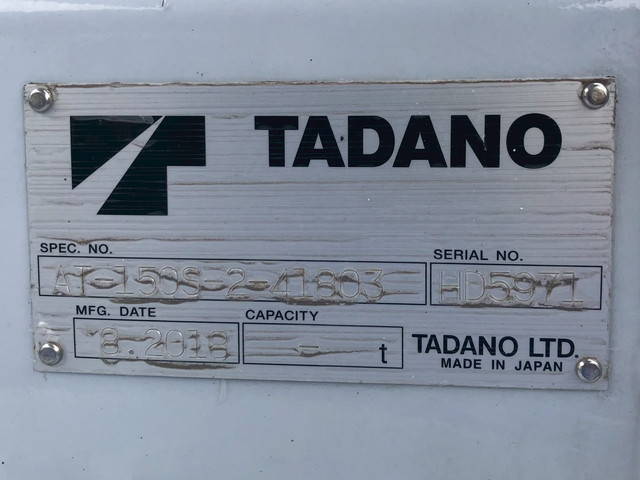 TADANO
SPEC. NO.
AT-150S-2-41803
SERIAL NO.
HD5971
MFG. DATE
8.2018
CAPACITY
- t
TADANO LTD.
MADE IN JAPAN